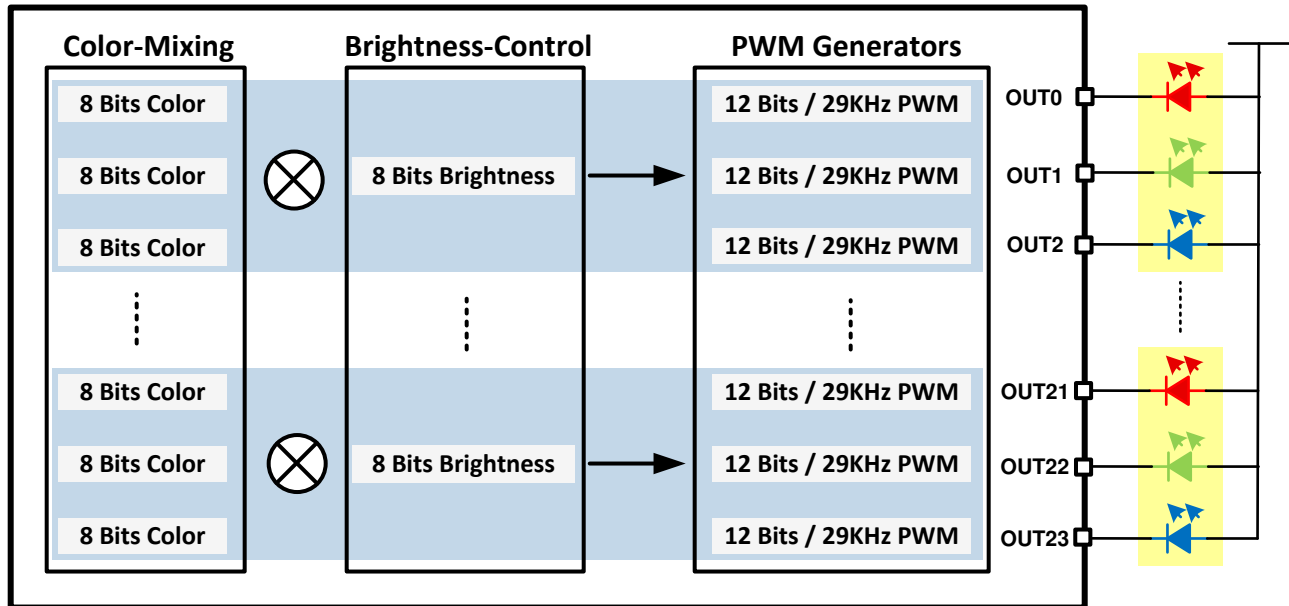 Color-Mixing Brightness-Control PWM Generators
8 Bits Color 12 Bits / 29KHz PWM OUT0
8 Bits Color 8 Bits Brightness 12 Bits / 29KHz PWM OUT1
8 Bits Color 12 Bits / 29KHz PWM OUT2
8 Bits Color 12 Bits / 29KHz PWM OUT21
8 Bits Color 8 Bits Brightness 12 Bits / 29KHz PWM OUT22
8 Bits Color 12 Bits / 29KHz PWM OUT23